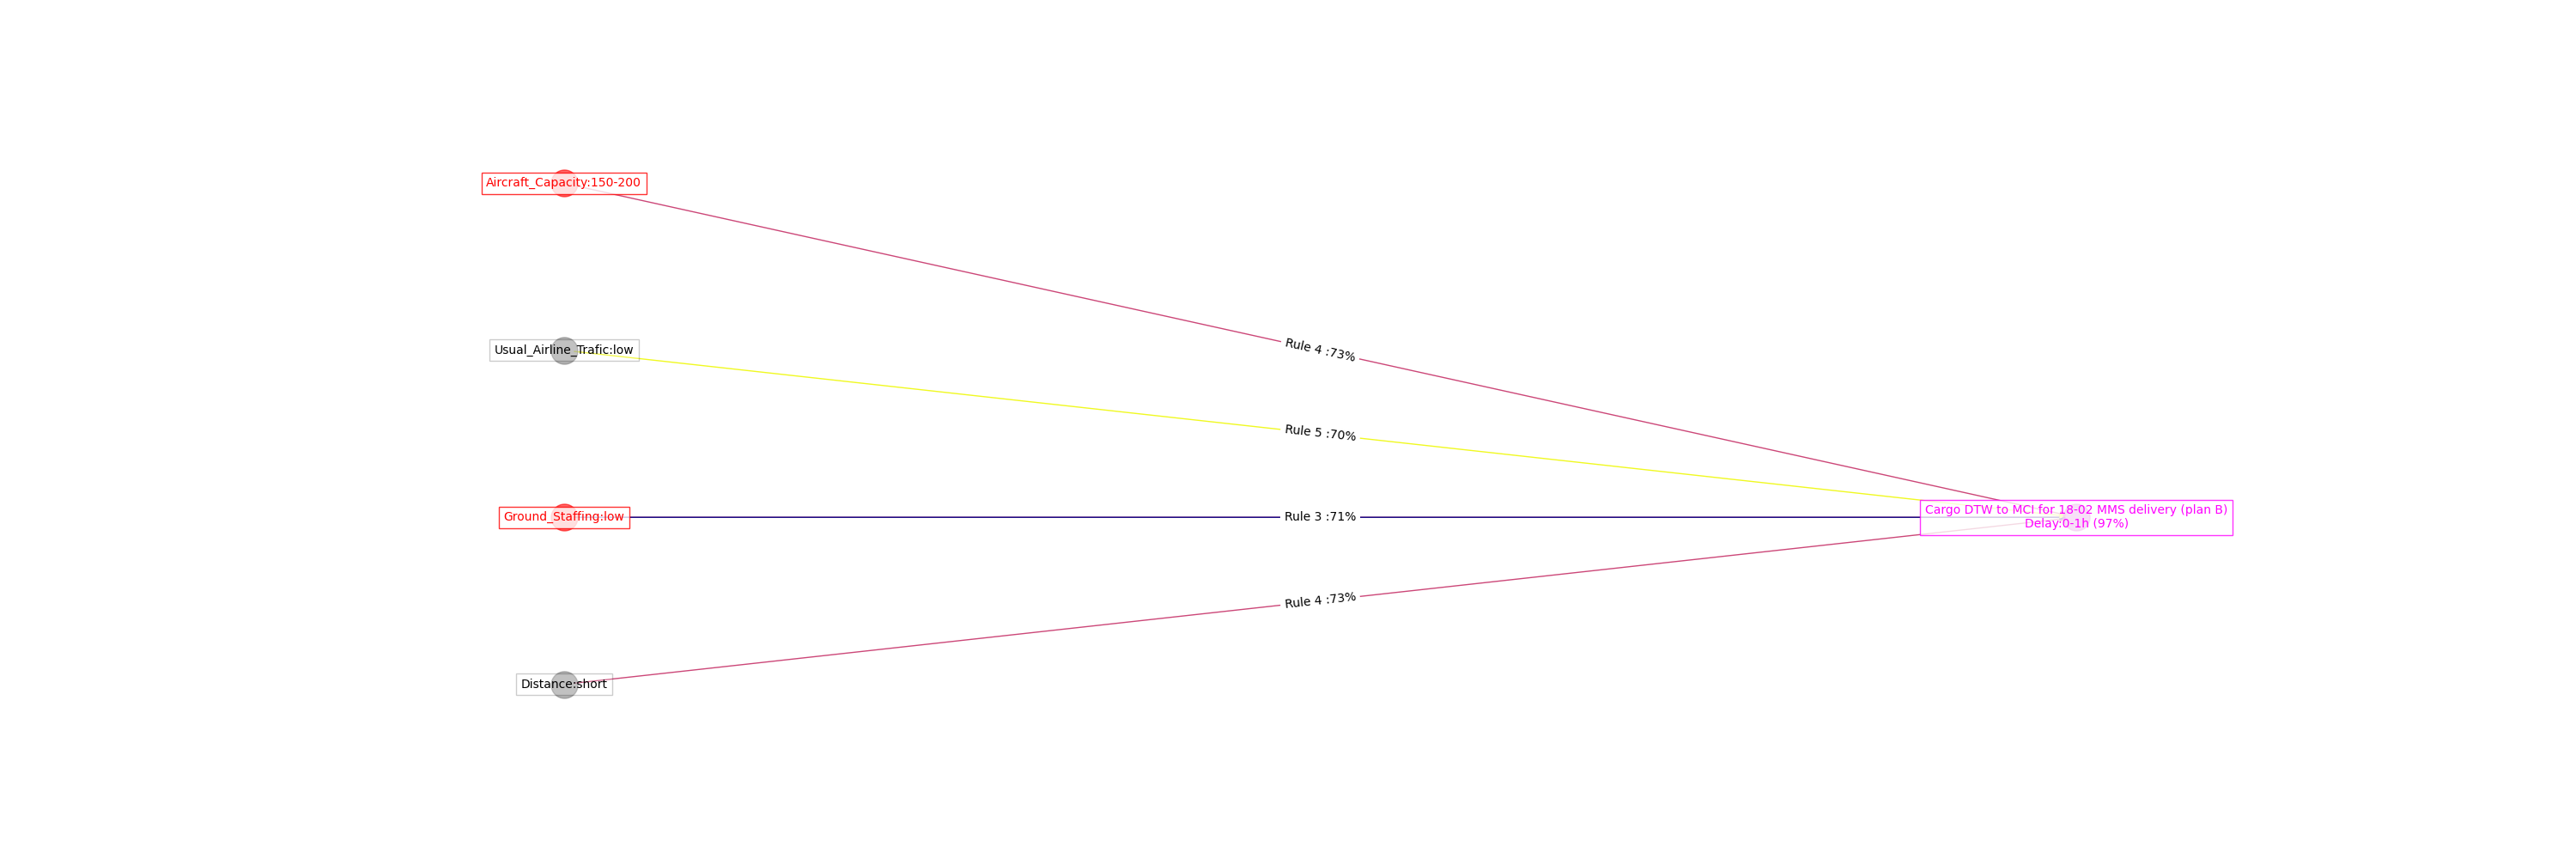 Aircraft_Capacity:150-200
Rule 4 :73%
Usual_Airline_Trafic:low
Rule 5 :70%
Ground_Staffing:low
Rule 3 :71%
Cargo DTW to MCI for 18-02 MMS delivery (plan B)
Delay:0-1h (97%)
Rule 4 :73%
Distance:short